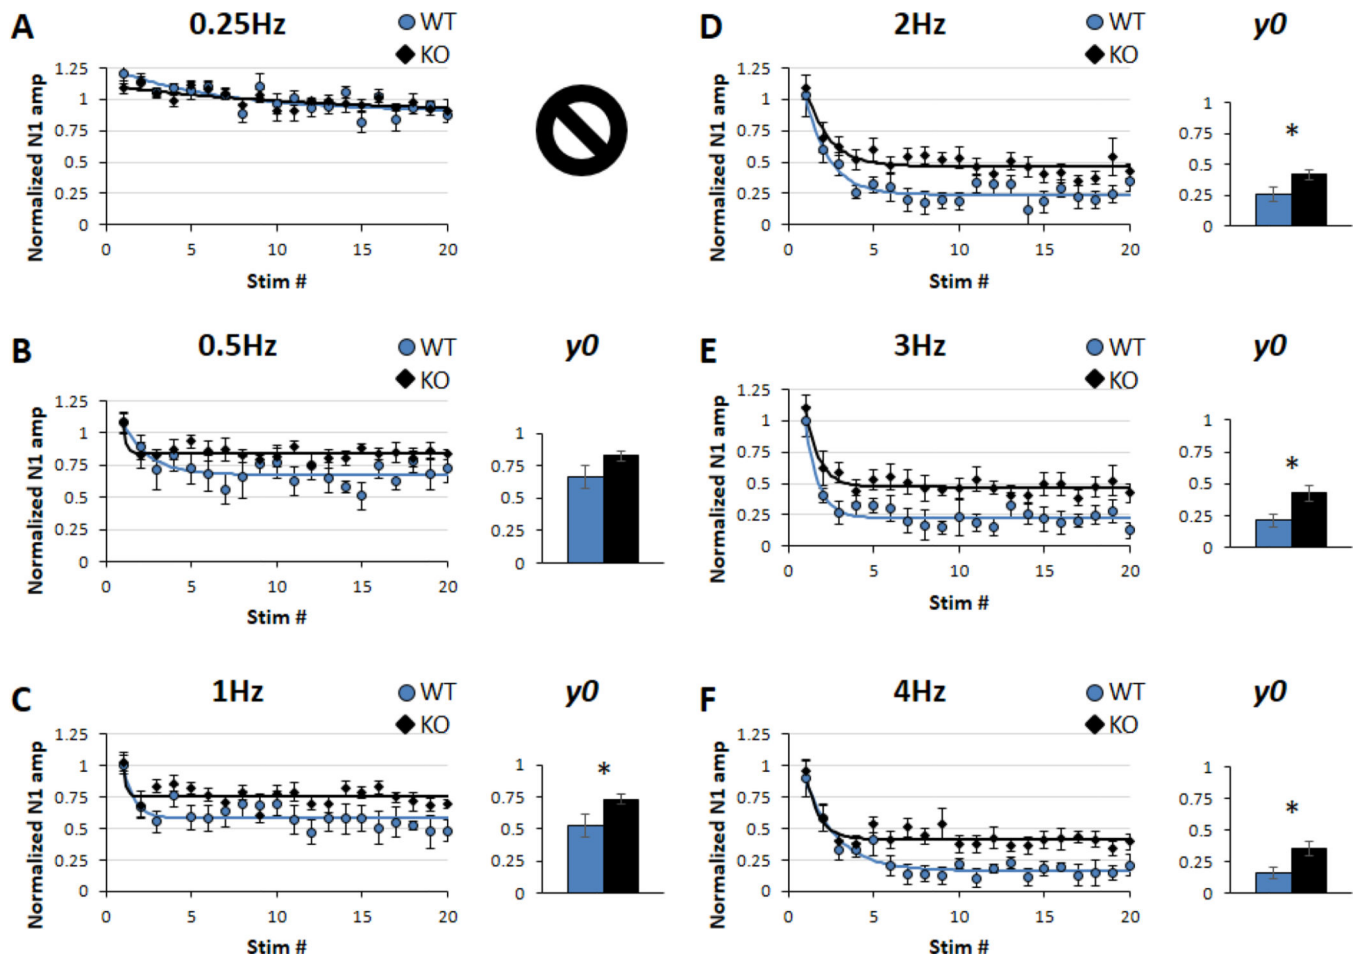 A
0.25Hz
WT
KO
Normalized N1 amp
1.25
1
0.75
0.5
0.25
0
0 5 10 15 20
Stim #
B
0.5Hz
WT
KO
y0
Normalized N1 amp
1.25
1
0.75
0.5
0.25
0
0 5 10 15 20
Stim #
1
0.75
0.5
0.25
0
C
1Hz
WT
KO
y0
Normalized N1 amp
1.25
1
0.75
0.5
0.25
0
0 5 10 15 20
Stim #
1
0.75
0.5
0.25
0
*
D
2Hz
WT
KO
y0
Normalized N1 amp
1.25
1
0.75
0.5
0.25
0
0 5 10 15 20
Stim #
1
0.75
0.5
0.25
0
*
E
3Hz
WT
KO
y0
Normalized N1 amp
1.25
1
0.75
0.5
0.25
0
0 5 10 15 20
Stim #
1
0.75
0.5
0.25
0
*
F
4Hz
WT
KO
y0
Normalized N1 amp
1.25
1
0.75
0.5
0.25
0
0 5 10 15 20
Stim #
1
0.75
0.5
0.25
0
*